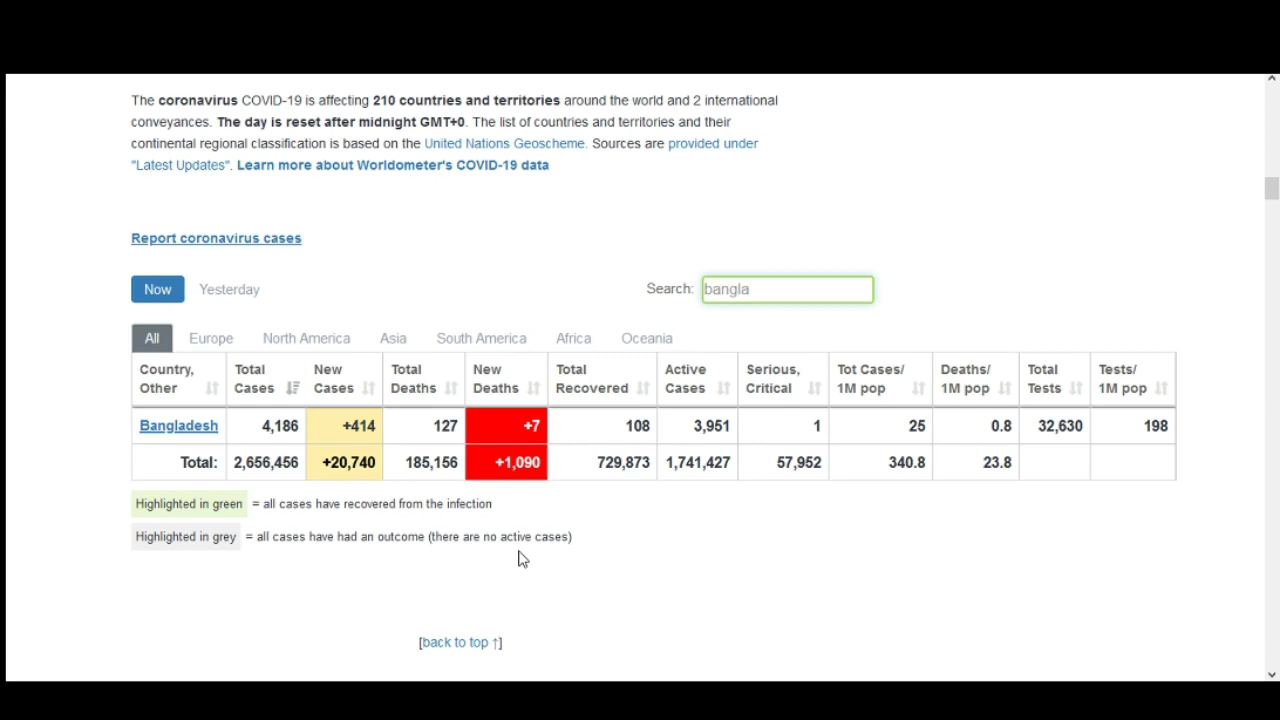 The coronavirus COVID-19 is affecting 210 countries and territories around the world and 2 international
conveyances. The day is reset after midnight GMT+0. The list of countries and territories and their
continental regional classification is based on the United Nations Geoscheme. Sources are provided under
"Latest Updates". Learn more about Worldometer's COVID-19 data
Report coronavirus cases
Now Yesterday Search: bangla
All Europe North America Asia South America Africa Oceania
Country, Total New Total New Total Active Serious, Tot Cases/ Deaths/ Total Tests/
Other Cases Cases Deaths Deaths Recovered Cases Critical 1M pop 1M pop Tests 1M pop
Bangladesh 4,186 +414 127 +7 108 3,951 1 25 0.8 32,630 198
Total: 2,656,456 +20,740 185,156 +1,090 729,873 1,741,427 57,952 340.8 23.8
Highlighted in green = all cases have recovered from the infection
Highlighted in grey = all cases have had an outcome (there are no active cases)
[back to top ↑]